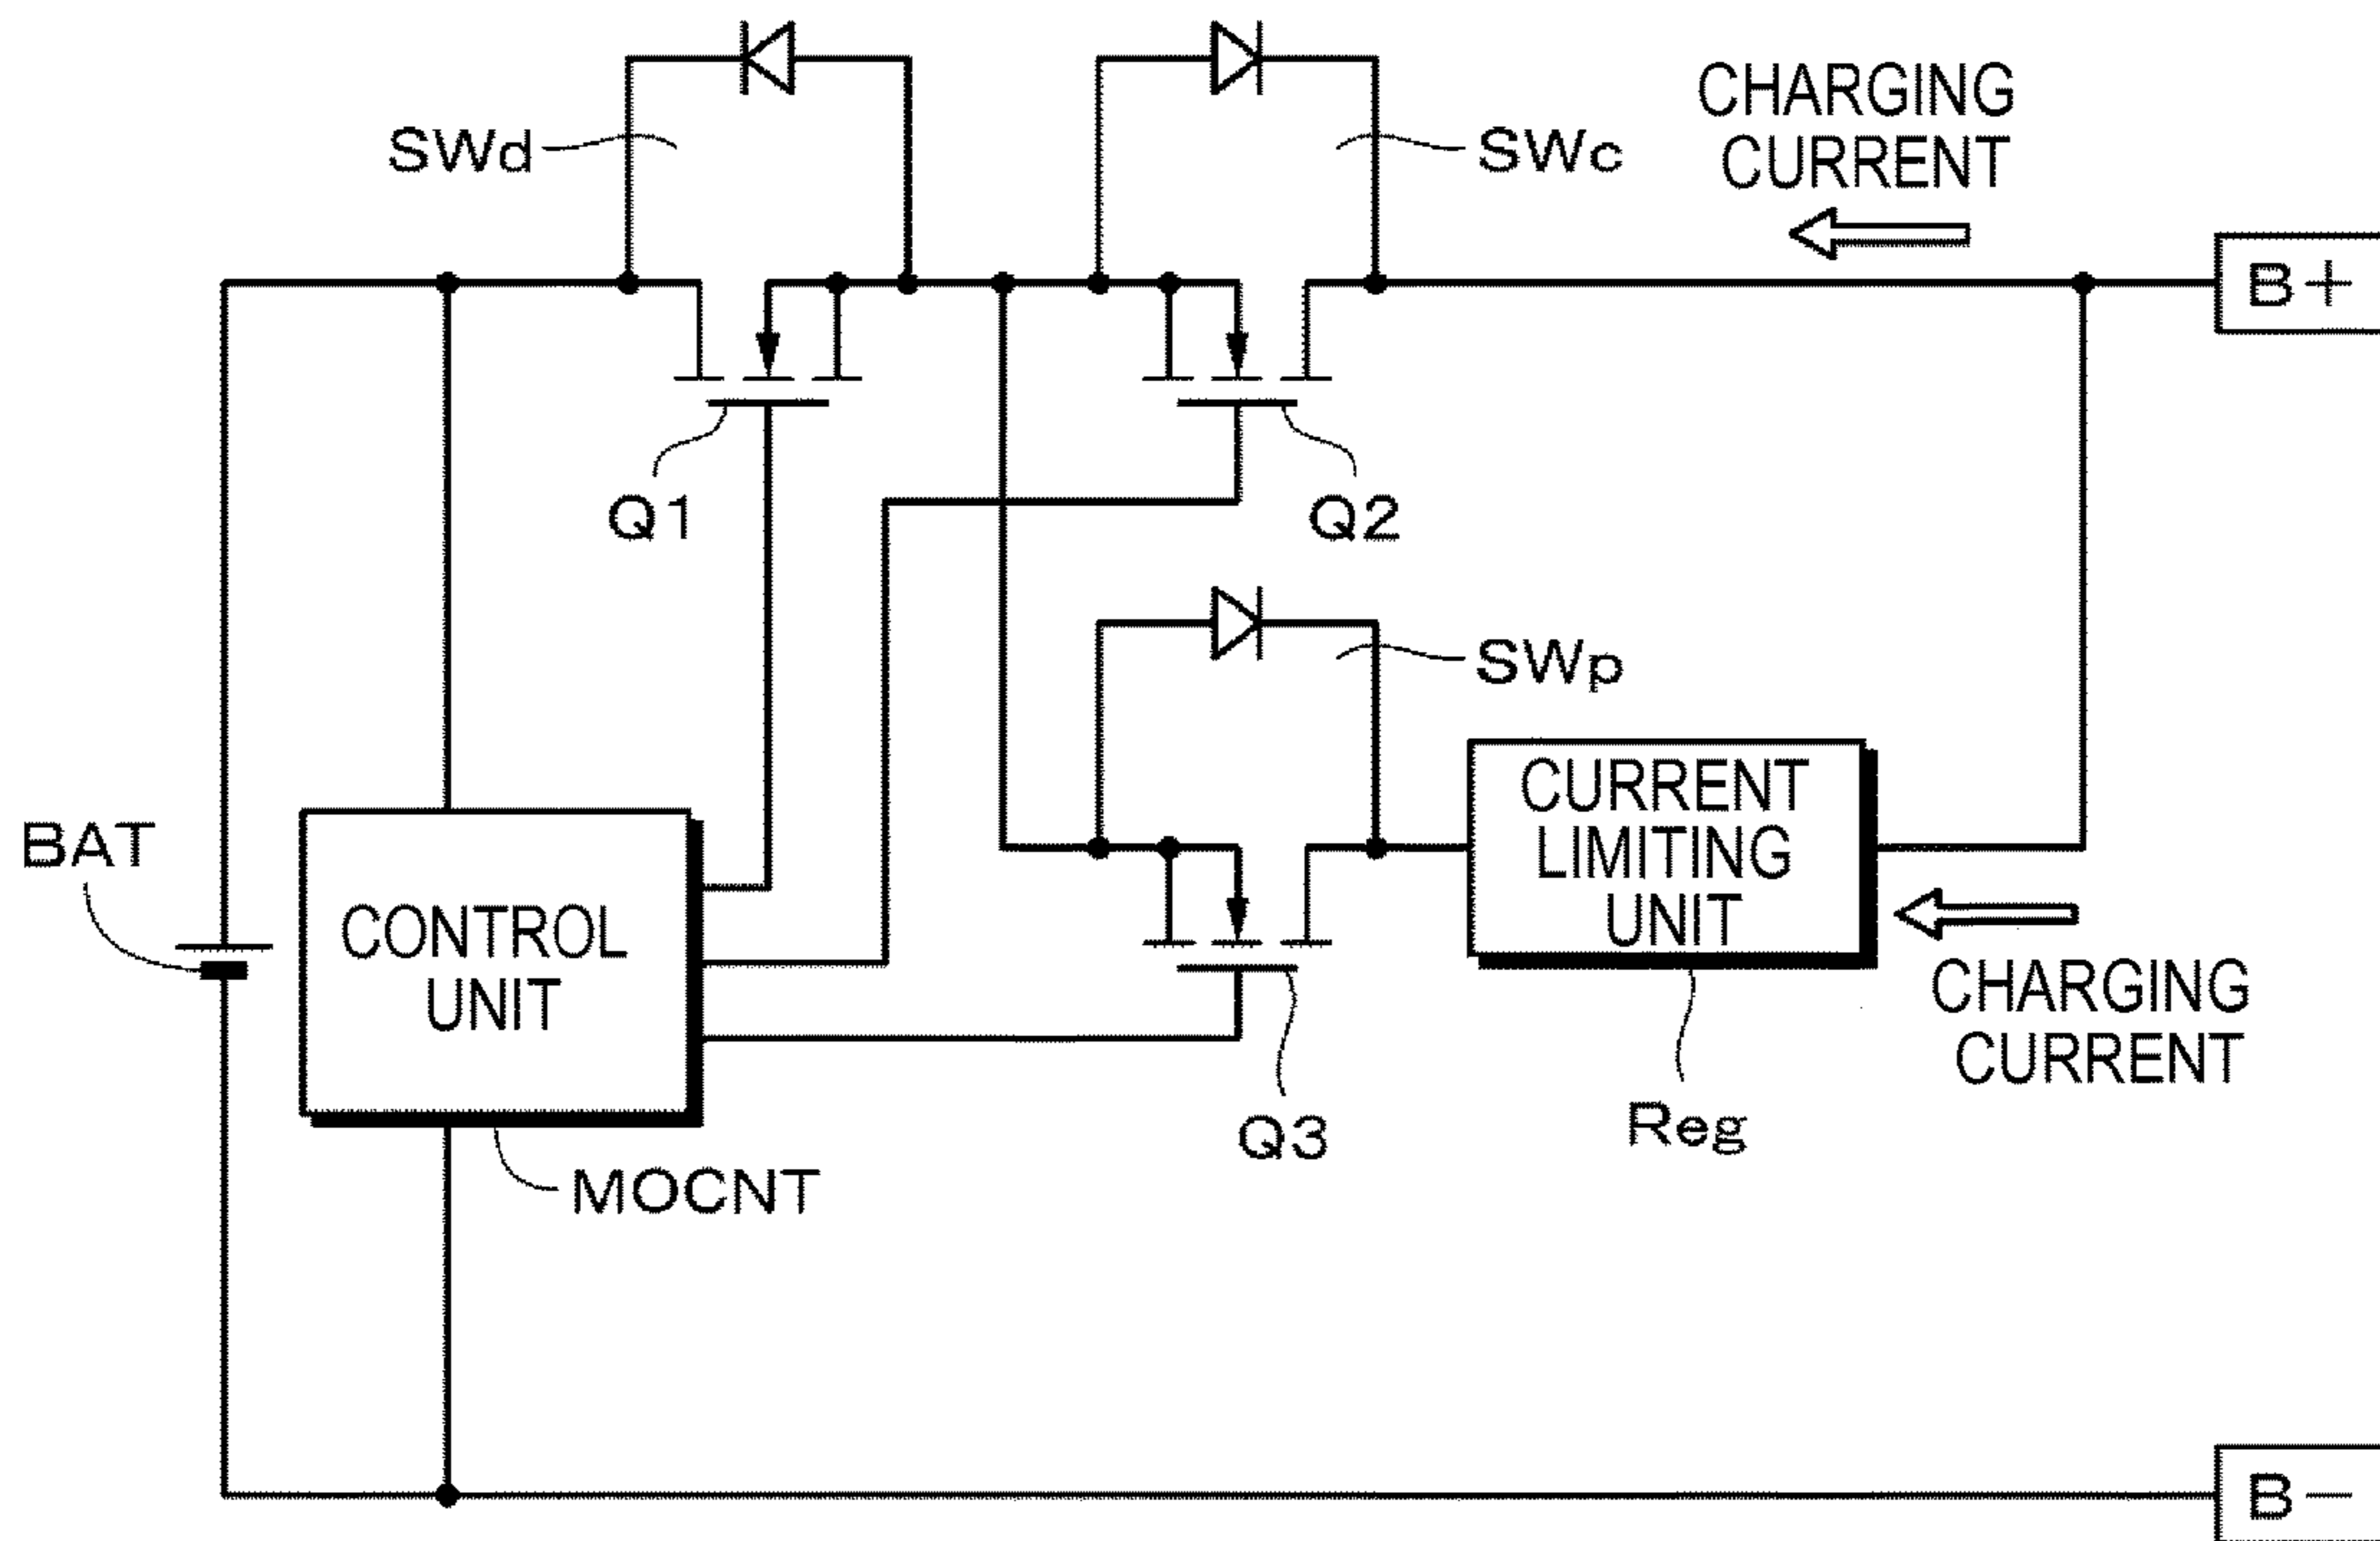 CHARGING
CURRENT
SWd
SWc
B+
Q1
Q2
SWp
CURRENT
LIMITING
UNIT
BAT
CONTROL
UNIT
CHARGING
CURRENT
Q3
Reg
MOCNT
B−